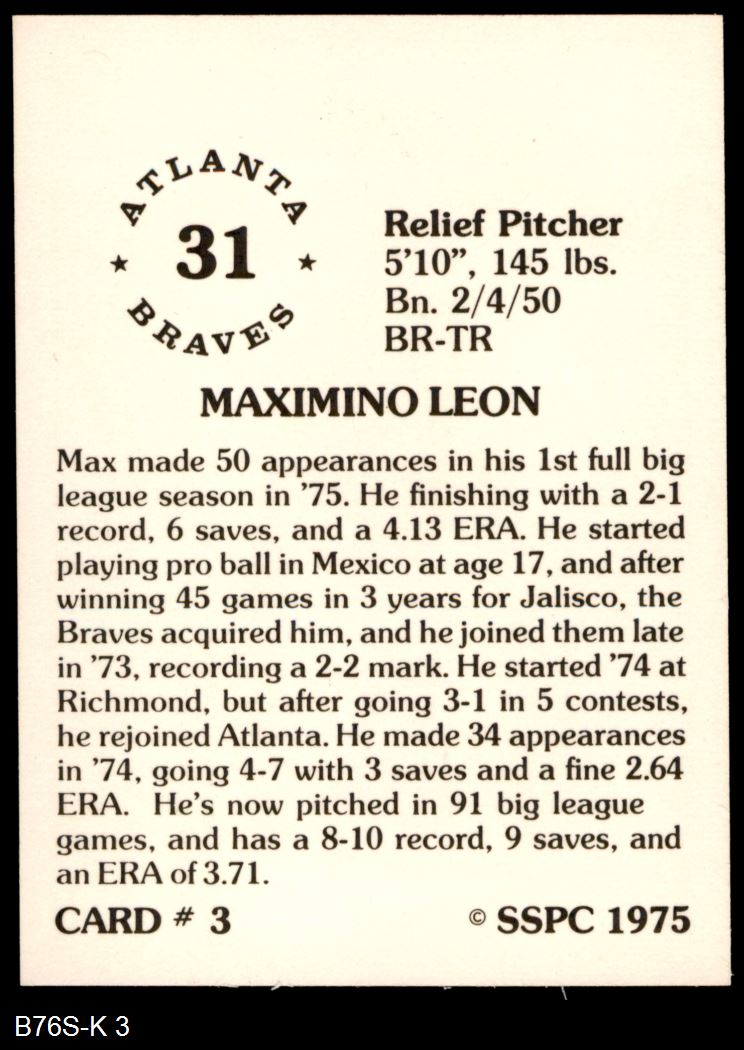 ATLANTA
31
BRAVES
Relief Pitcher
5'10”, 145 lbs.
Bn. 2/4/50
BR-TR
MAXIMINO LEON
Max made 50 appearances in his 1st full big
league season in ’75. He finishing with a 2-1
record, 6 saves, and a 4.13 ERA. He started
playing pro ball in Mexico at age 17, and after
winning 45 games in 3 years for Jalisco, the
Braves acquired him, and he joined them late
in ’73, recording a 2-2 mark. He started ’74 at
Richmond, but after going 3-1 in 5 contests,
he rejoined Atlanta. He made 34 appearances
in ’74, going 4-7 with 3 saves and a fine 2.64
ERA. He's now pitched in 91 big league
games, and has a 8-10 record, 9 saves, and
an ERA of 3.71.
CARD # 3
© SSPC 1975
B76S-K 3